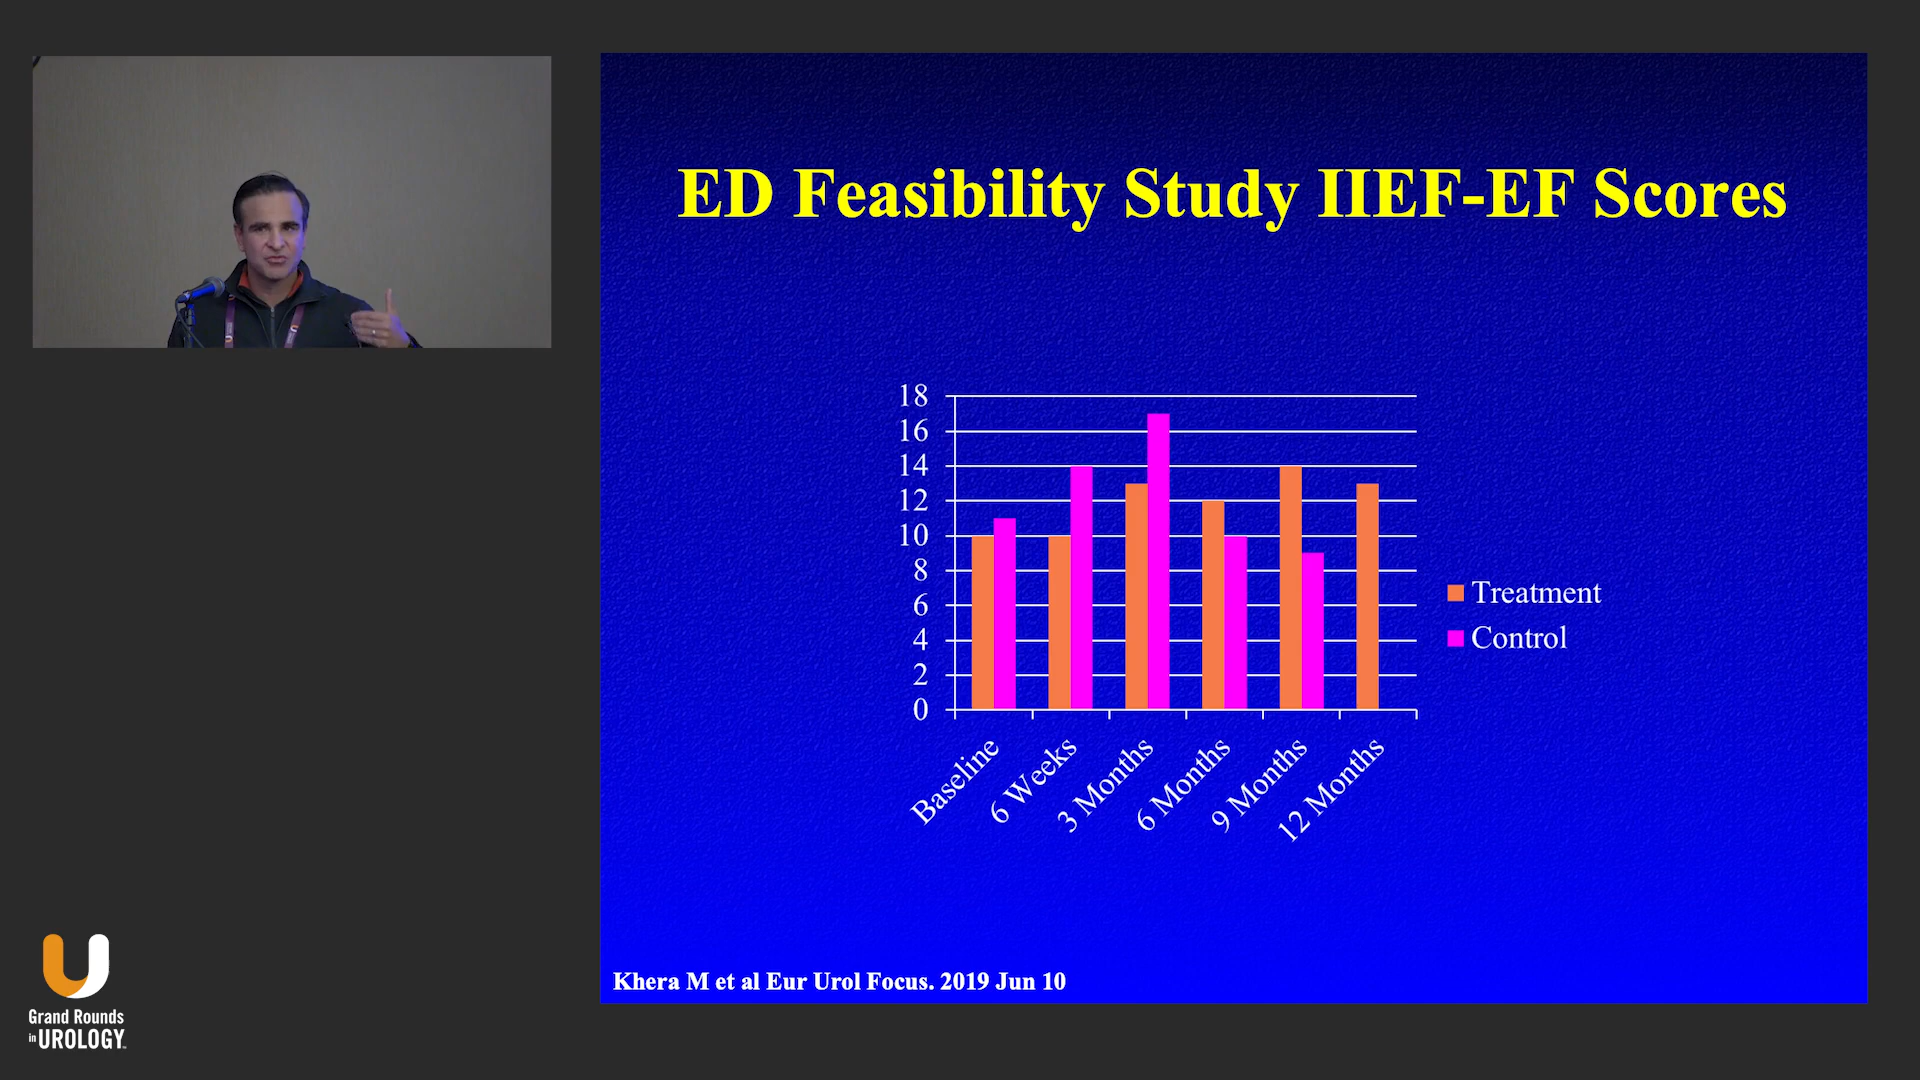 ED Feasibility Study IIEF-EF Scores
18
16
14
12
10
8
6
4
2
0
Baseline
6 Weeks
3 Months
6 Months
9 Months
12 Months
Treatment
Control
Khera M et al Eur Urol Focus. 2019 Jun 10
Grand Rounds
in UROLOGY